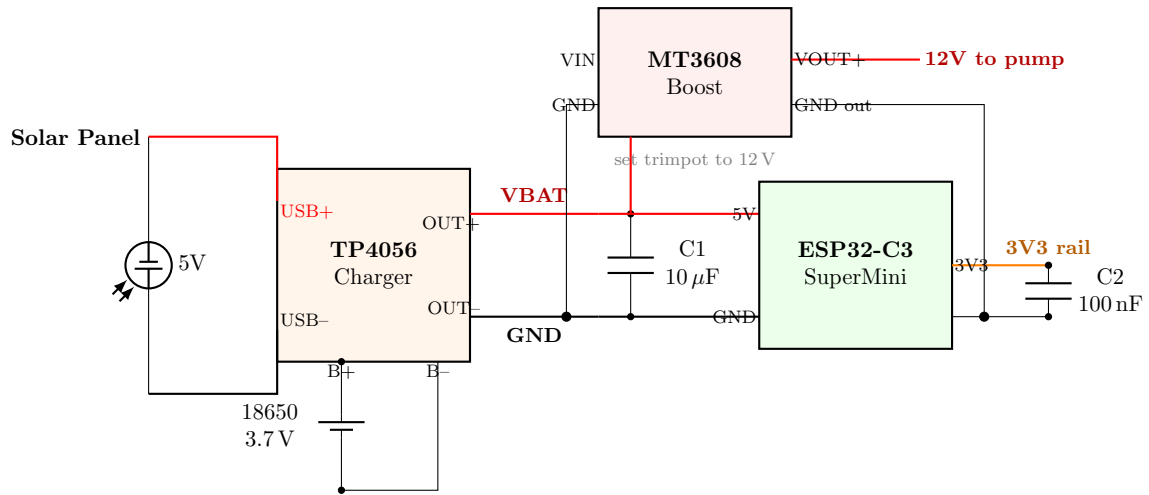 VIN
MT3608
Boost
VOUT+
12V to pump
GND
GND out
Solar Panel
set trimpot to 12 V
USB+
VBAT
OUT+
5V
TP4056
Charger
C1
10 µF
ESP32-C3
SuperMini
3V3 rail
3V3
5V
C2
100 nF
USB–
OUT–
GND
GND
B+
B–
18650
3.7 V